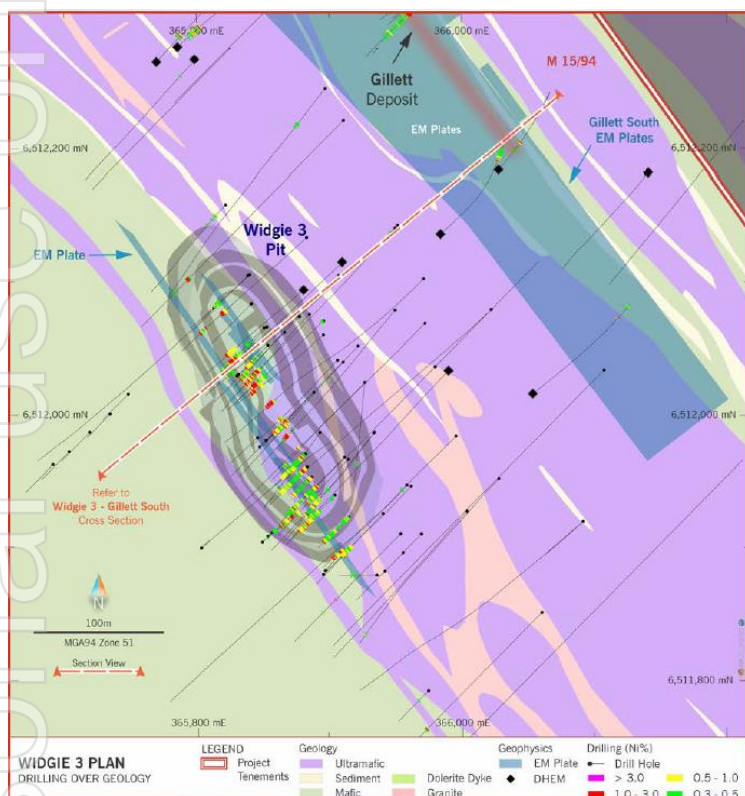 365,800 mE
366,000 mE
M 15/94
Gillett
Deposit
Gillett South
EM Plates
EM Plates
6,512,200 mN
6,512,200 mN
Widgie 3
Pit
EM Plate
6,512,000 mN
6,512,000 mN
Refer to
Widgie 3 - Gillett South
Cross Section
N
100m
MGA94 Zone 51
Section View
6,511,800 mN
365,800 mE
366,000 mE
WIDGIE 3 PLAN
DRILLING OVER GEOLOGY
LEGEND
Project
Tenements
Geology
Ultramafic
Sediment
Mafic
Dolerite Dyke
Granite
Geophysics
EM Plate
DHEM
Drilling (Ni%)
Drill Hole
> 3.0
1.0 - 3.0
0.5 - 1.0
0.3 - 0.5